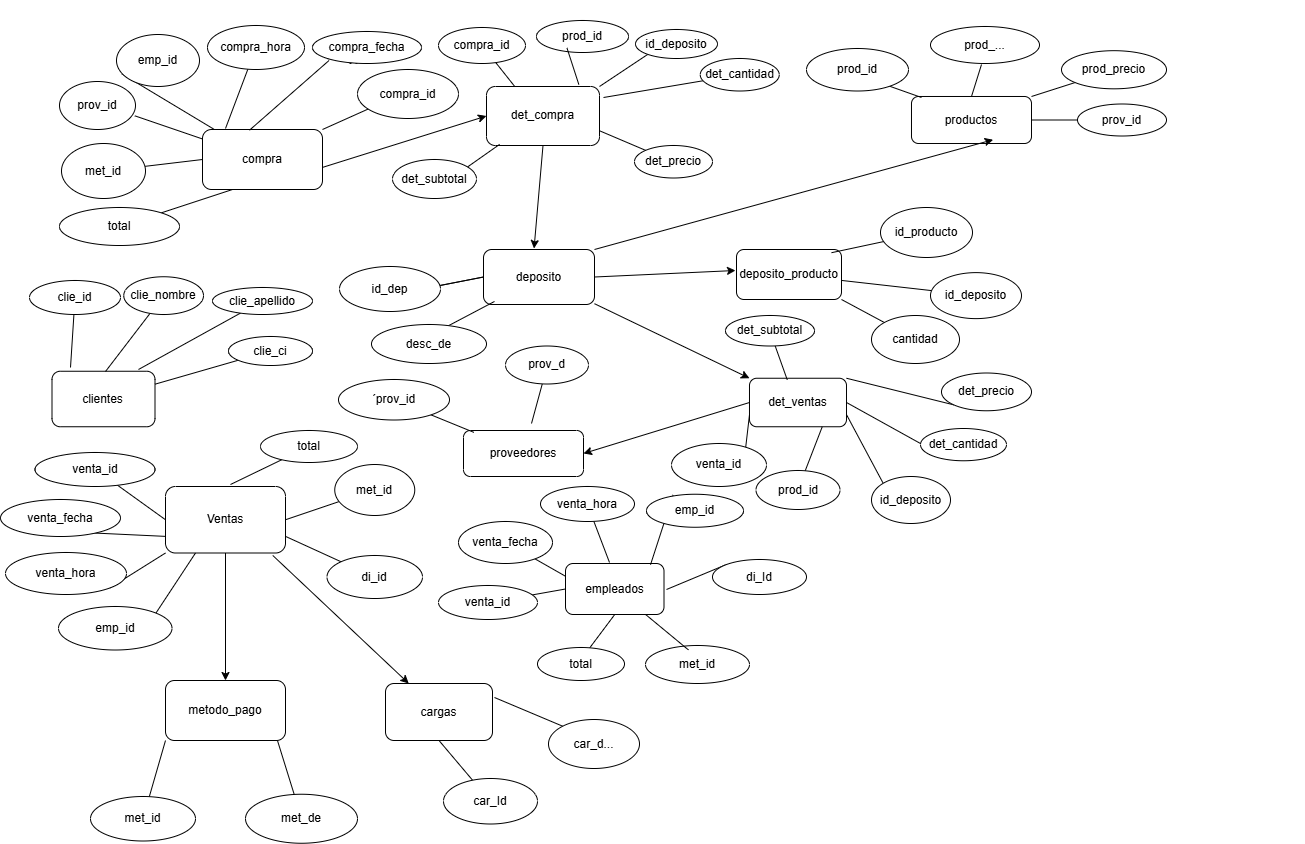 compra_hora
compra_fecha
emp_id
compra_id
prov_id
compra
met_id
total
compra_id
prod_id
id_deposito
det_cantidad
det_compra
det_subtotal
det_precio
prod_id
prod_...
prod_precio
productos
prov_id
id_producto
deposito
deposito_producto
id_dep
id_deposito
desc_de
cantidad
clie_id
clie_nombre
clie_apellido
clie_ci
clientes
det_subtotal
det_precio
det_ventas
det_cantidad
venta_id
prod_id
id_deposito
prov_d
´prov_id
proveedores
total
venta_id
met_id
venta_fecha
Ventas
venta_hora
di_id
emp_id
venta_hora
emp_id
venta_fecha
di_Id
empleados
venta_id
total
met_id
metodo_pago
cargas
car_d...
car_Id
met_id
met_de